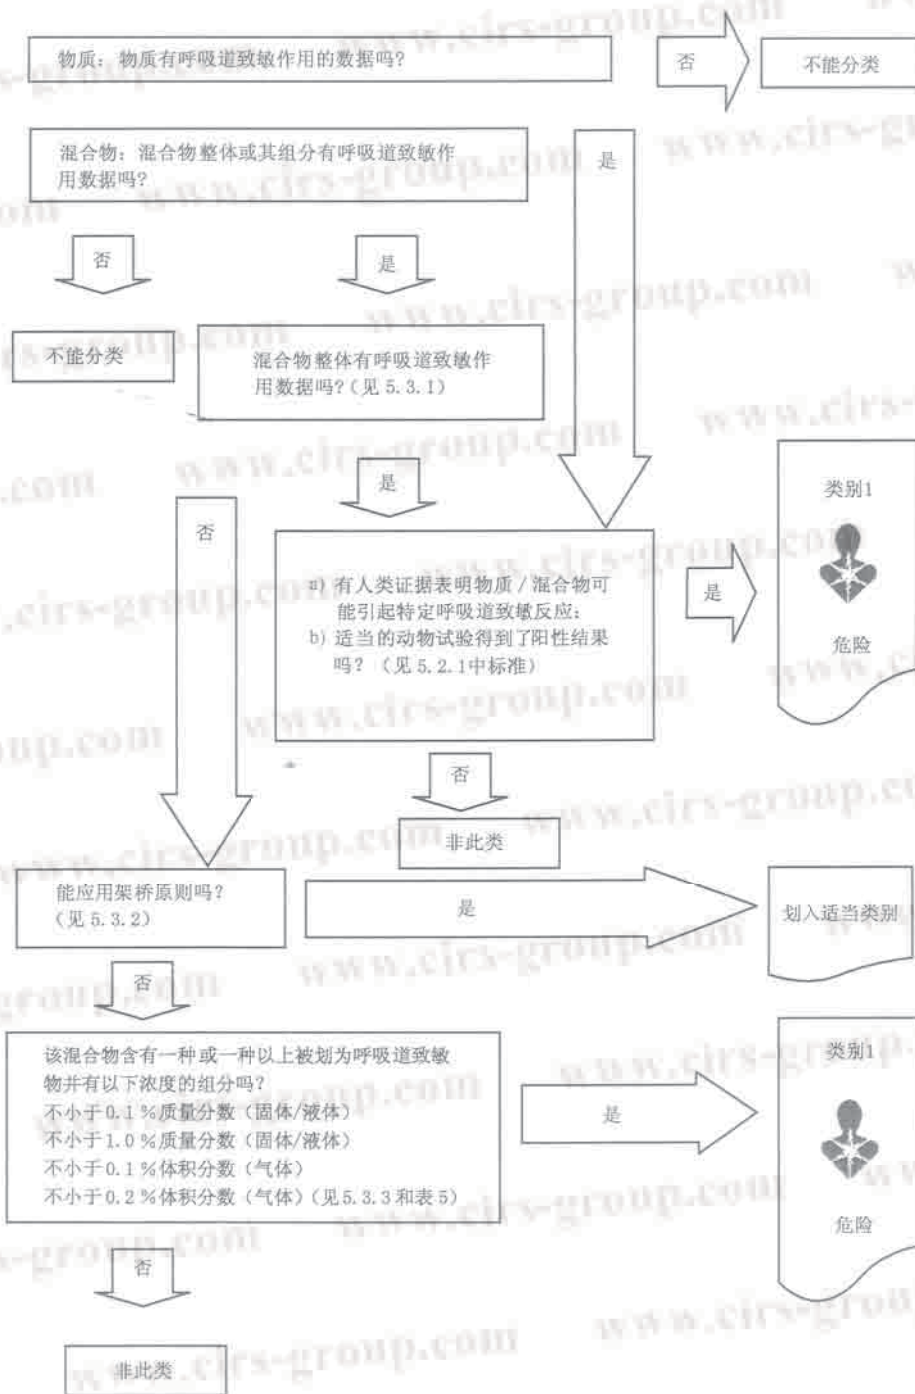 物质：物质有呼吸道致敏作用的数据吗?
否
不能分类
混合物：混合物整体或其组分有呼吸道致敏作
用数据吗?
是
否
是
不能分类
混合物整体有呼吸道致敏作
用数据吗?(见 5.3.1)
是
否
a) 有人类证据表明物质/混合物可
能引起特定呼吸道致敏反应;
b) 适当的动物试验得到了阳性结果
吗? (见 5.2.1中标准)
是
类别1
危险
否
非此类
能应用架桥原则吗?
(见 5.3.2)
是
划入适当类别
否
该混合物含有一种或一种以上被划为呼吸道致敏
物并有以下浓度的组分吗?
不小于0.1%质量分数(固体/液体)
不小于1.0%质量分数(固体/液体)
不小于0.1%体积分数(气体)
不小于0.2%体积分数(气体)(见5.3.3和表5)
是
类别1
危险
否
非此类
www.cirs-group.com